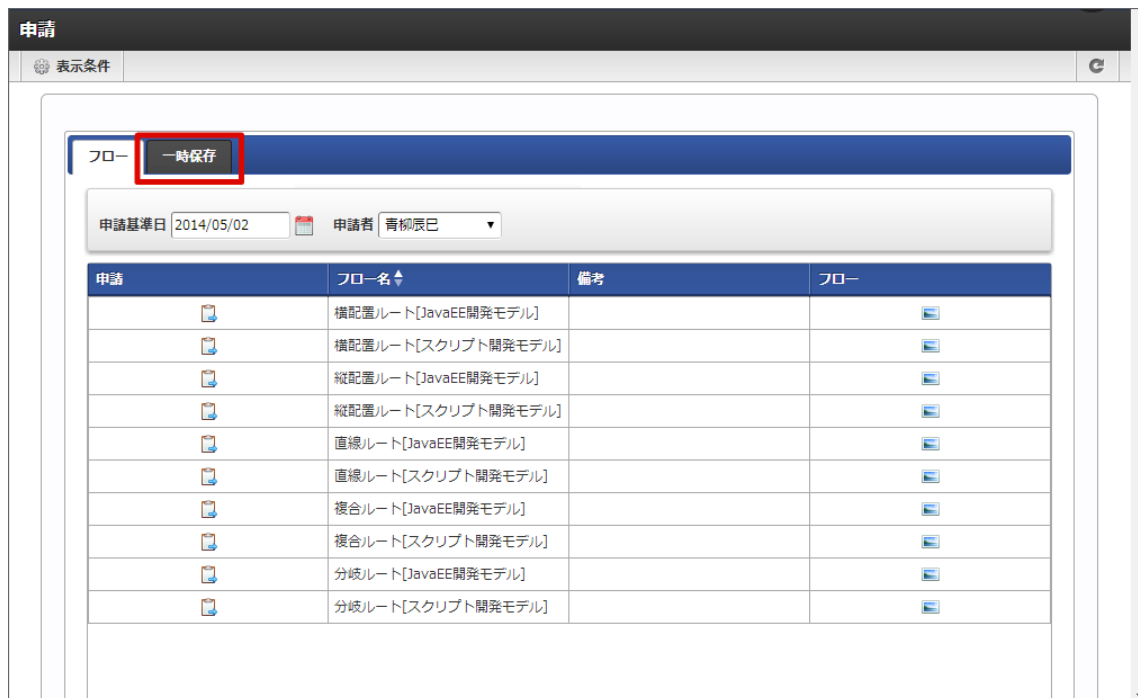 申請
表示条件
フロー 一時保存
申請基準日 2014/05/02 申請者 青柳辰巳
申請 フロー名 備考 フロー
横配置ルート[JavaEE開発モデル]
横配置ルート[スクリプト開発モデル]
縦配置ルート[JavaEE開発モデル]
縦配置ルート[スクリプト開発モデル]
直線ルート[JavaEE開発モデル]
直線ルート[スクリプト開発モデル]
複合ルート[JavaEE開発モデル]
複合ルート[スクリプト開発モデル]
分岐ルート[JavaEE開発モデル]
分岐ルート[スクリプト開発モデル]